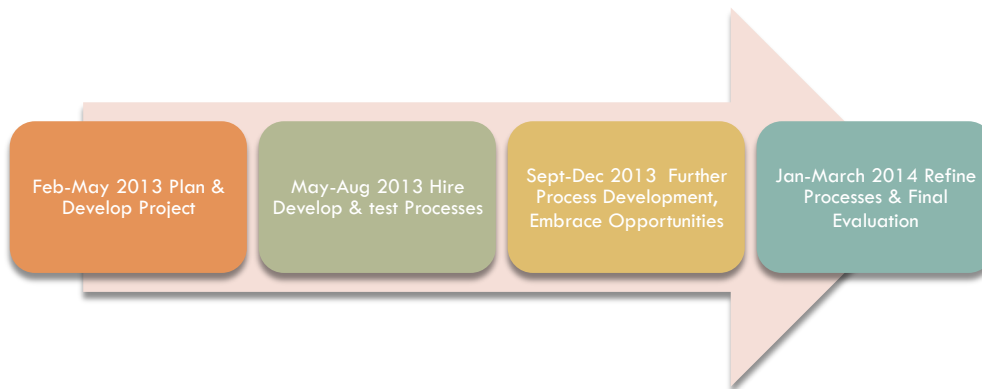 Feb-May 2013 Plan &
Develop Project
May-Aug 2013 Hire
Develop & test Processes
Sept-Dec 2013  Further
Process Development,
Embrace Opportunities
Jan-March 2014 Refine
Processes & Final
Evaluation